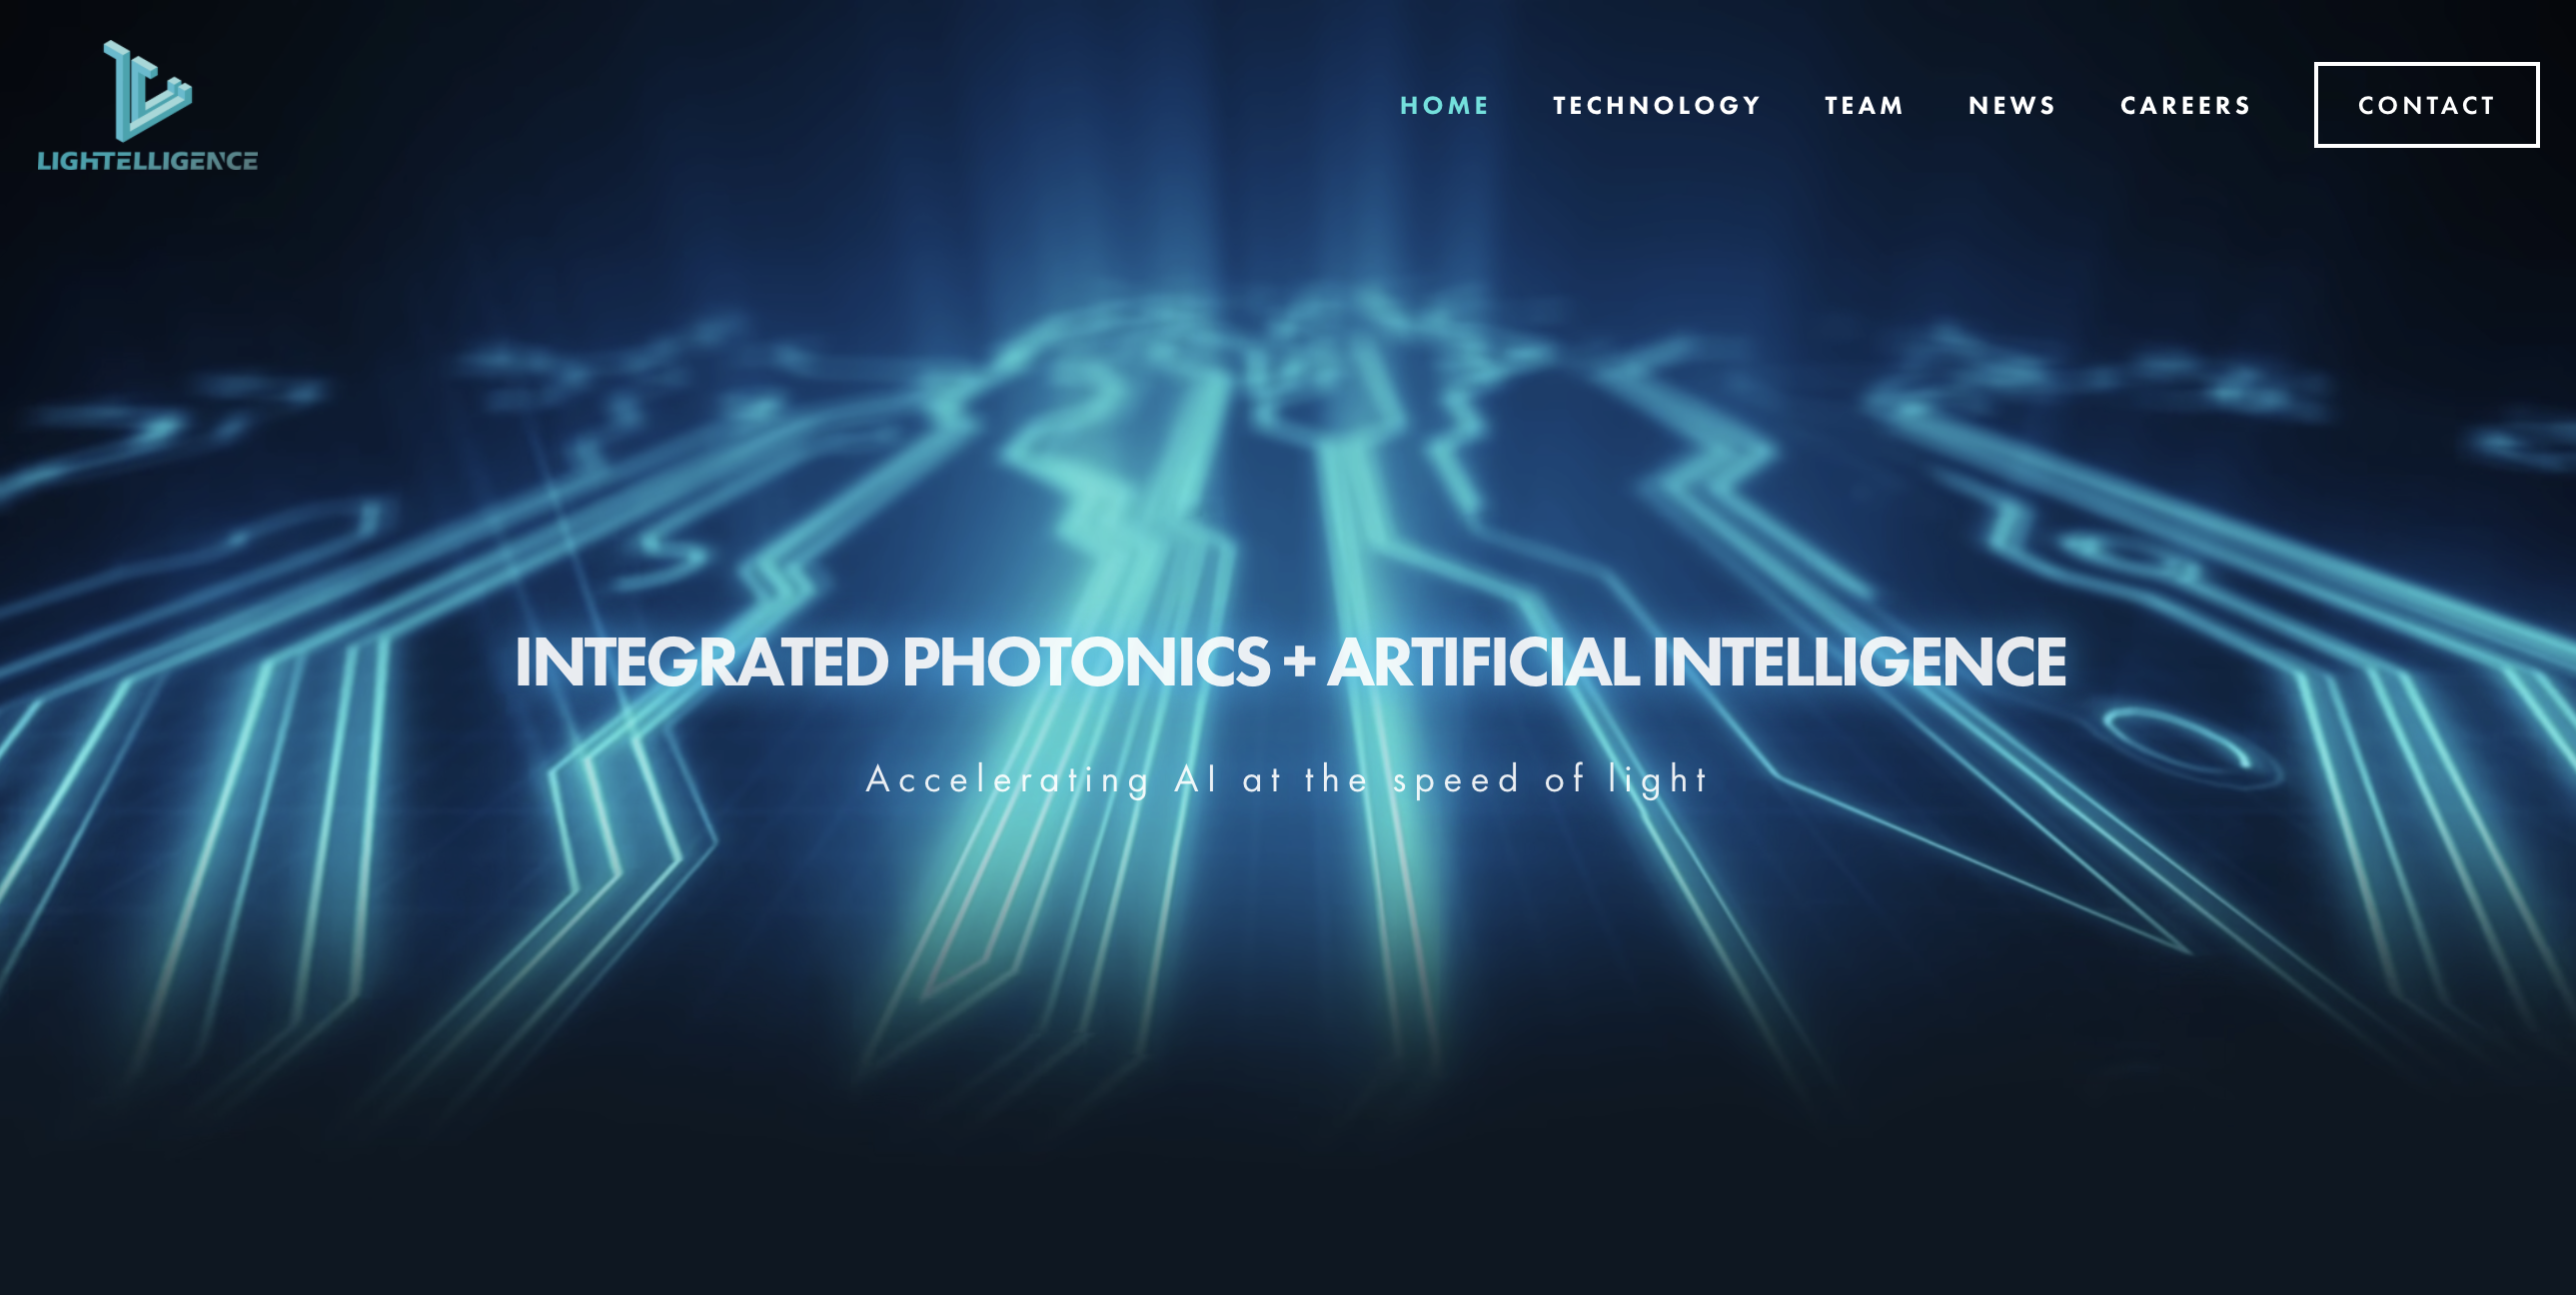 LIGHTELLIGENCE
HOME TECHNOLOGY TEAM NEWS CAREERS CONTACT
INTEGRATED PHOTONICS + ARTIFICIAL INTELLIGENCE
Accelerating AI at the speed of light